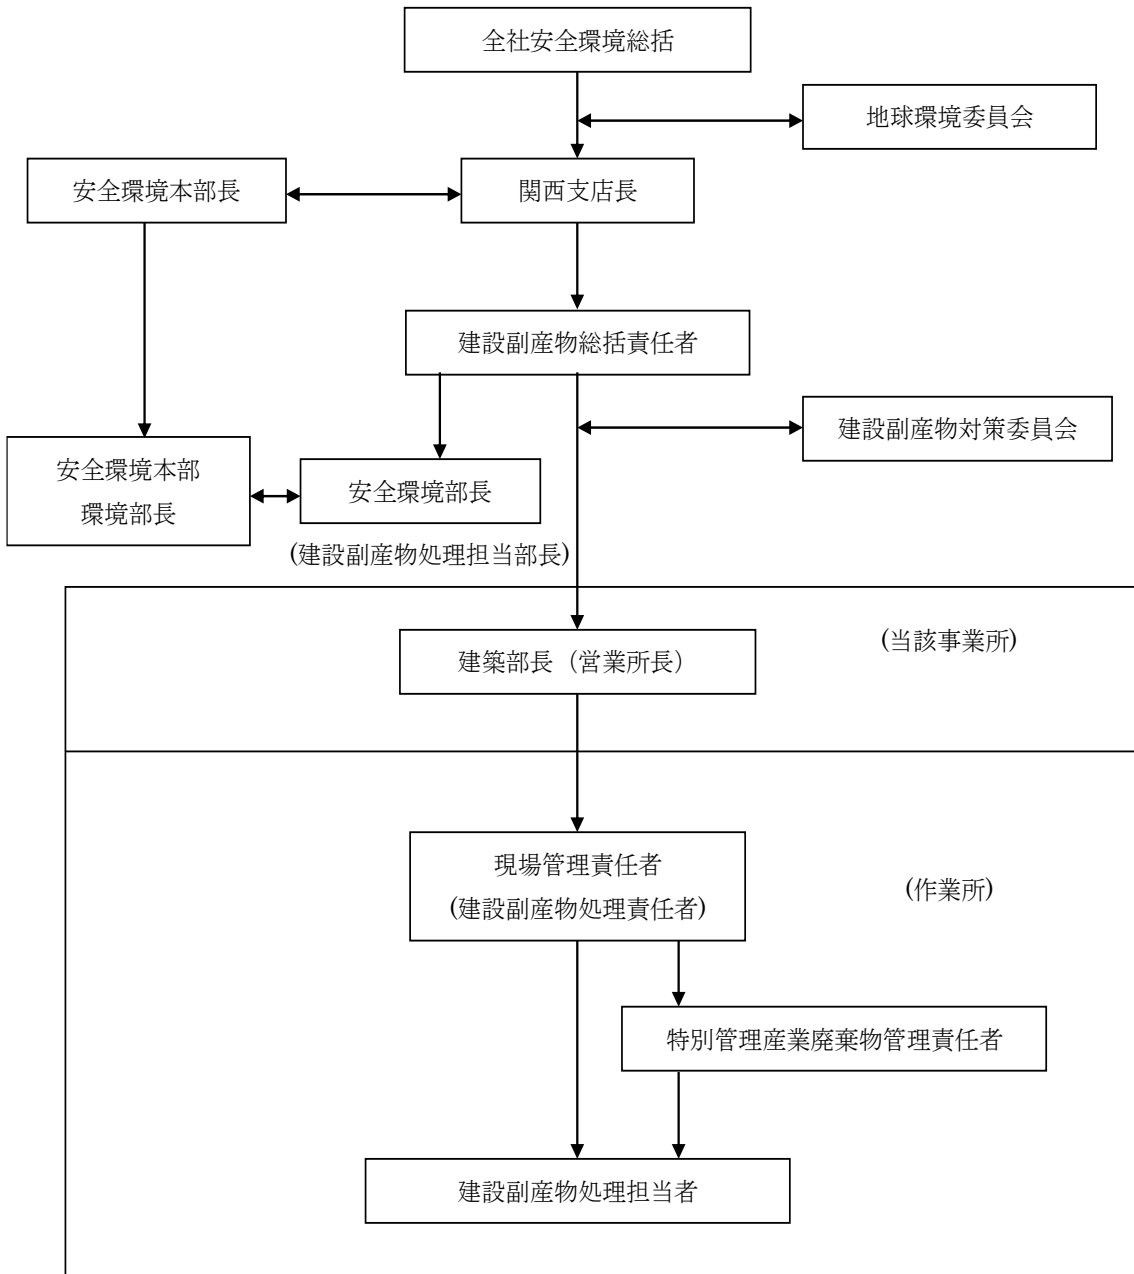 全社安全環境総括
地球環境委員会
安全環境本部長
関西支店長
建設副産物総括責任者
建設副産物対策委員会
安全環境本部
環境部長
安全環境部長
(建設副産物処理担当部長)
(当該事業所)
建築部長（営業所長）
現場管理責任者
(建設副産物処理責任者)
(作業所)
特別管理産業廃棄物管理責任者
建設副産物処理担当者